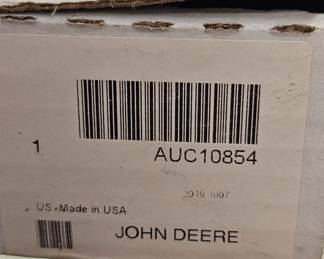 1
AUC10854
2019 1007
US-Made in USA
JOHN DEERE